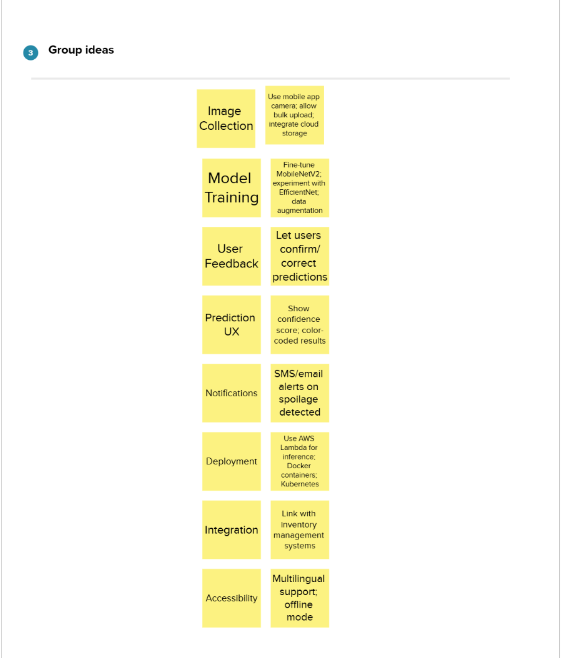 3 Group ideas
Image
Collection
Use mobile app
camera; allow
bulk upload;
integrate cloud
storage
Model
Training
Fine-tune
MobileNetV2;
experiment with
EfficientNet;
data
augmentation
User
Feedback
Let users
confirm/
correct
predictions
Prediction
UX
Show
confidence
score; color-
coded results
Notifications
SMS/email
alerts on
spoilage
detected
Deployment
Use AWS
Lambda for
inference;
Docker
containers;
Kubernetes
Integration
Link with
inventory
management
systems
Accessibility
Multilingual
support;
offline
mode